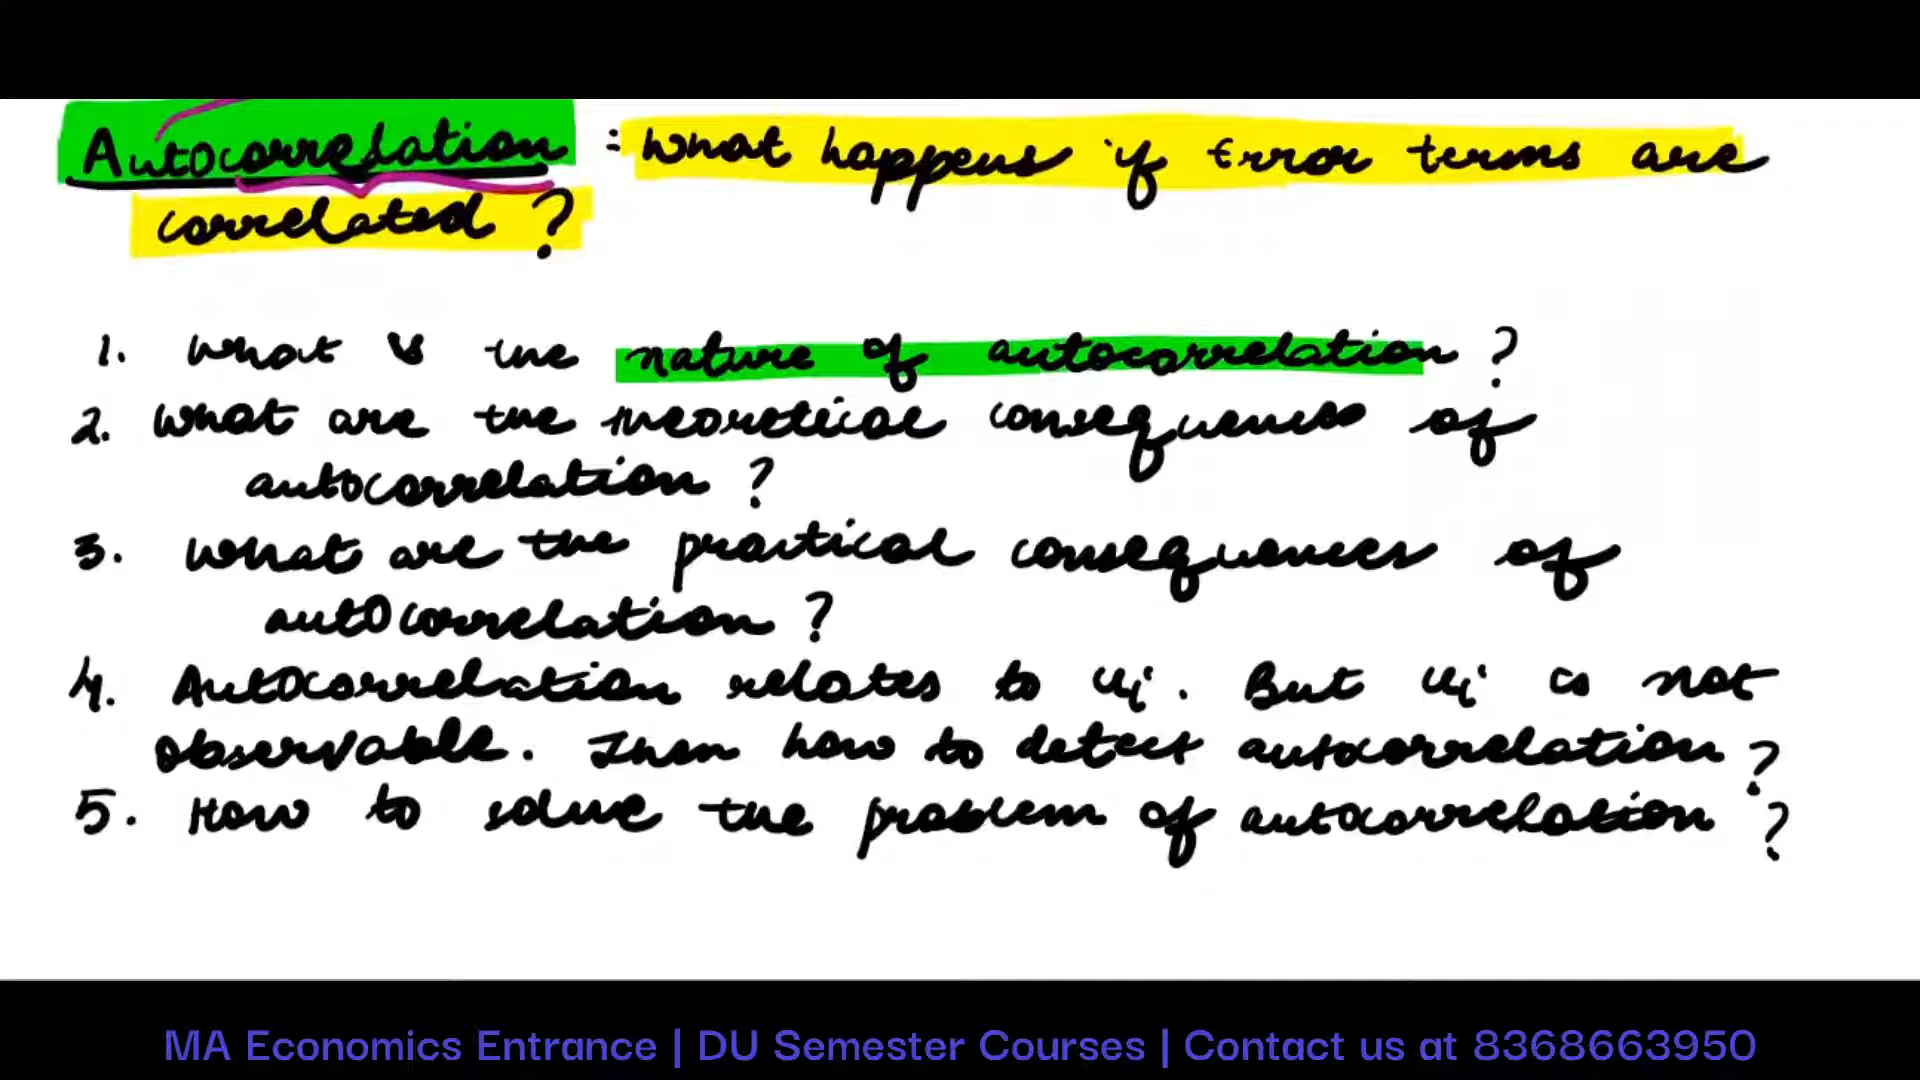 Autocorrelation : What happens if Error terms are
correlated ?
1. What is the nature of autocorrelation ?
2. What are the theoretical consequences of
autocorrelation ?
3. What are the practical consequences of
autocorrelation ?
4. Autocorrelation relates to ui. But ui is not
observable. Then how to detect autocorrelation ?
5. How to solve the problem of autocorrelation ?
MA Economics Entrance | DU Semester Courses | Contact us at 8368663950